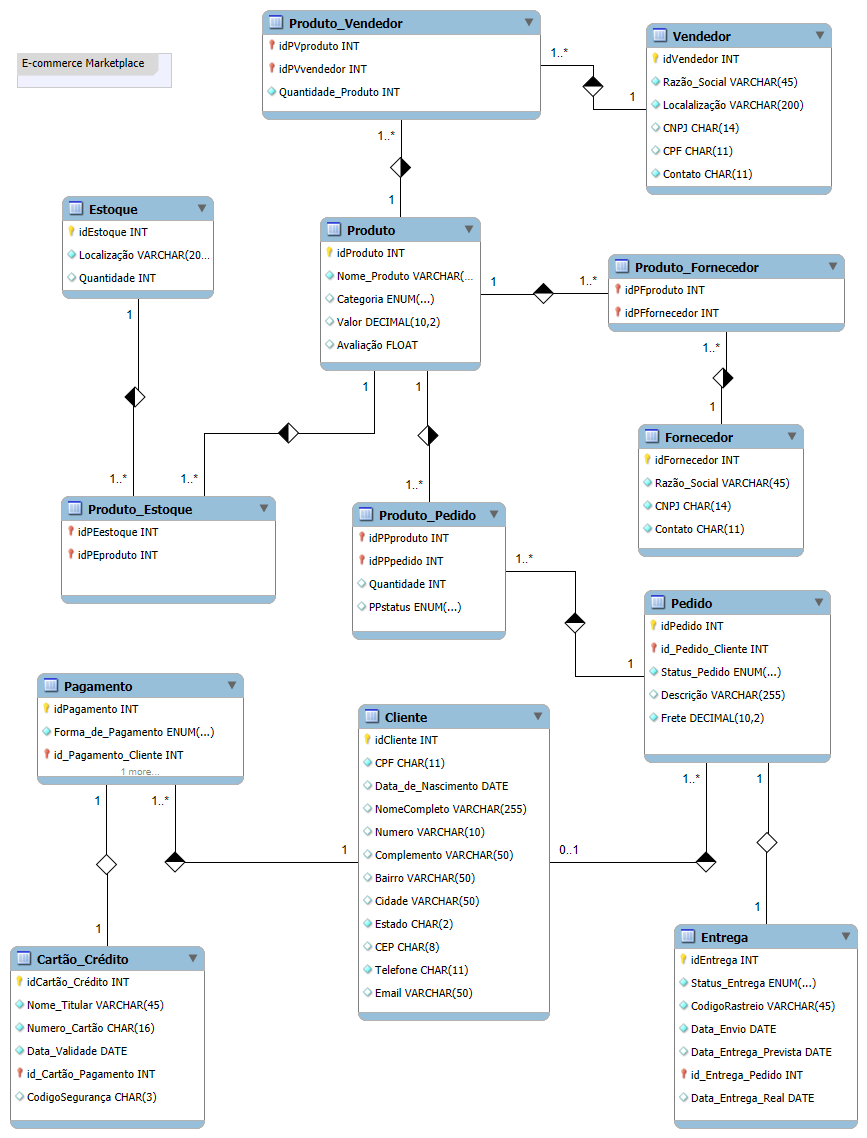 E-commerce Marketplace
Produto_Vendedor
idPVproduto INT
idPVvendedor INT
Quantidade_Produto INT
1..*
1
Vendedor
idVendedor INT
Razão_Social VARCHAR(45)
Localalização VARCHAR(200)
CNPJ CHAR(14)
CPF CHAR(11)
Contato CHAR(11)
1..*
1
Estoque
idEstoque INT
Localização VARCHAR(20...
Quantidade INT
1
1..*
Produto
idProduto INT
Nome_Produto VARCHAR(...
Categoria ENUM(...)
Valor DECIMAL(10,2)
Avaliação FLOAT
1
1..*
Produto_Fornecedor
idPFproduto INT
idPFfornecedor INT
1..*
1
Fornecedor
idFornecedor INT
Razão_Social VARCHAR(45)
CNPJ CHAR(14)
Contato CHAR(11)
1
1..*
1
1..*
Produto_Estoque
idPEestoque INT
idPEproduto INT
Produto_Pedido
idPPproduto INT
idPPpedido INT
Quantidade INT
PPstatus ENUM(...)
1..*
1
Pedido
idPedido INT
id_Pedido_Cliente INT
Status_Pedido ENUM(...)
Descrição VARCHAR(255)
Frete DECIMAL(10,2)
Pagamento
idPagamento INT
Forma_de_Pagamento ENUM(...)
id_Pagamento_Cliente INT
1 more...
1
1..*
1
Cliente
idCliente INT
CPF CHAR(11)
Data_de_Nascimento DATE
NomeCompleto VARCHAR(255)
Numero VARCHAR(10)
Complemento VARCHAR(50)
Bairro VARCHAR(50)
Cidade VARCHAR(50)
Estado CHAR(2)
CEP CHAR(8)
Telefone CHAR(11)
Email VARCHAR(50)
0..1
1..*
1
1
1
Cartão_Crédito
idCartão_Crédito INT
Nome_Titular VARCHAR(45)
Numero_Cartão CHAR(16)
Data_Validade DATE
id_Cartão_Pagamento INT
CodigoSegurança CHAR(3)
Entrega
idEntrega INT
Status_Entrega ENUM(...)
CodigoRastreio VARCHAR(45)
Data_Envio DATE
Data_Entrega_Prevista DATE
id_Entrega_Pedido INT
Data_Entrega_Real DATE